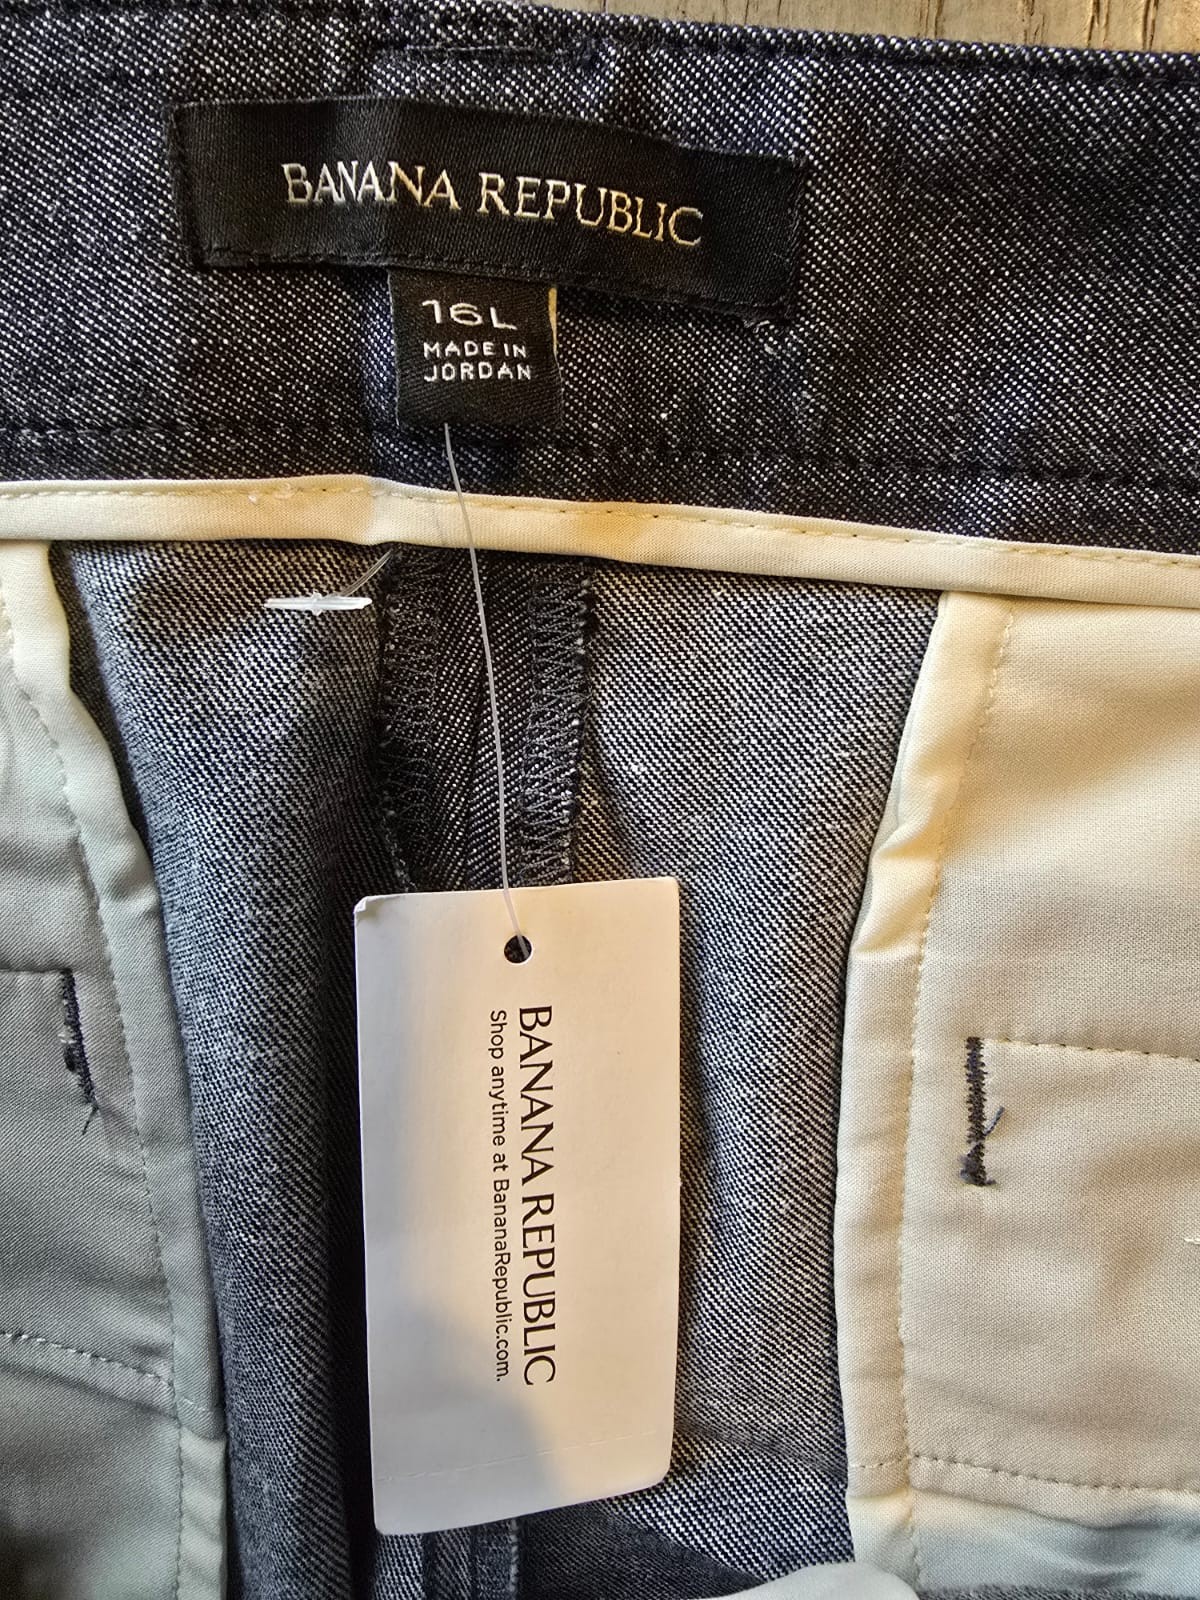 BANANA REPUBLIC
16L
MADE IN
JORDAN
BANANA REPUBLIC
Shop anytime at BananaRepublic.com.